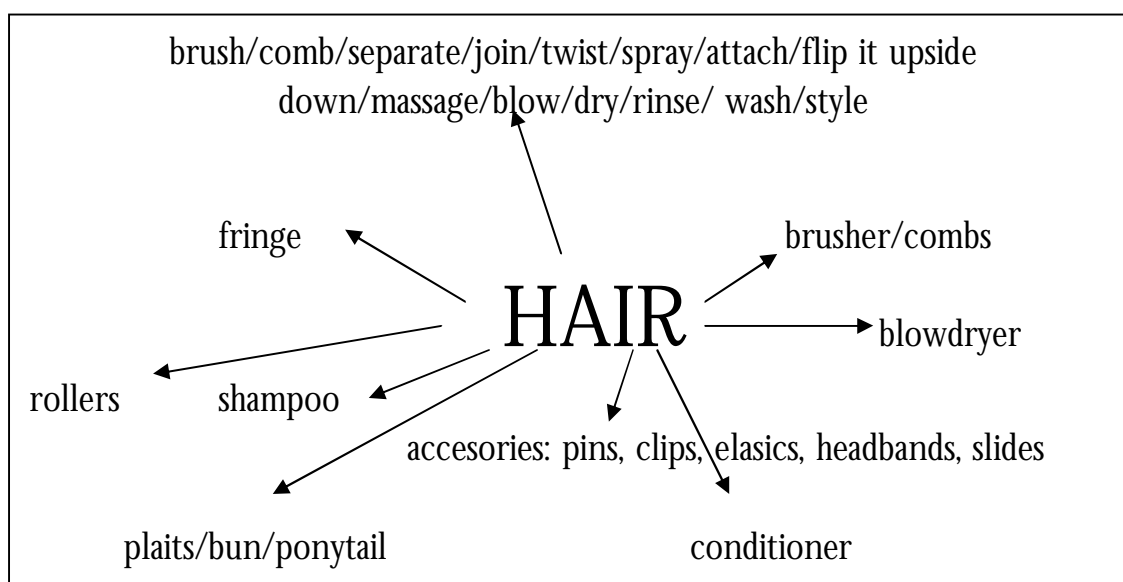 brush/comb/separate/join/twist/spray/attach/flip it upside
down/massage/blow/dry/rinse/ wash/style
fringe
brusher/combs
HAIR
blowdryer
rollers
shampoo
accesories: pins, clips, elasics, headbands, slides
plaits/bun/ponytail
conditioner